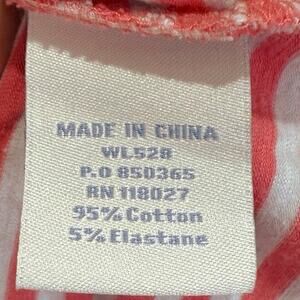 MADE IN CHINA
WL528
P.O 850365
RN 118027
95% Cotton
5% Elastane